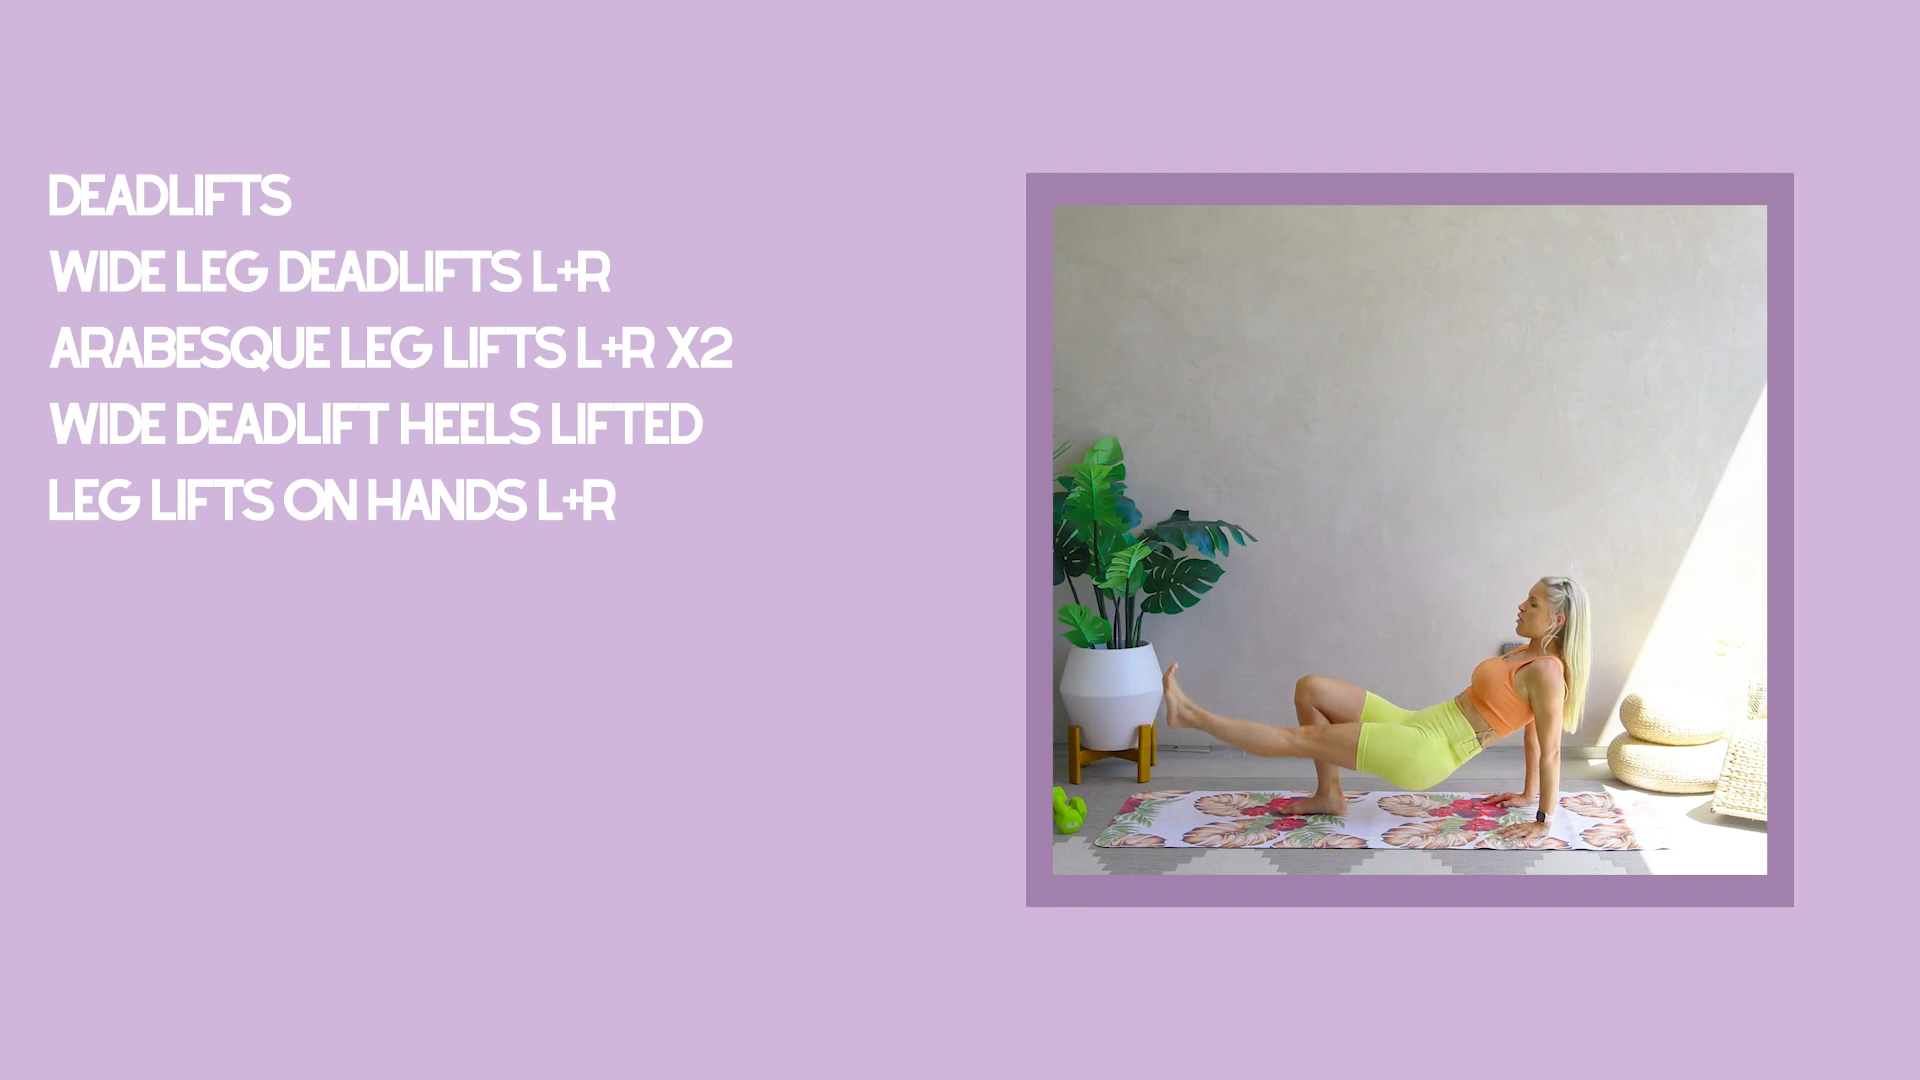 DEADLIFTS
WIDE LEG DEADLIFTS L+R
ARABESQUE LEG LIFTS L+R X2
WIDE DEADLIFT HEELS LIFTED
LEG LIFTS ON HANDS L+R